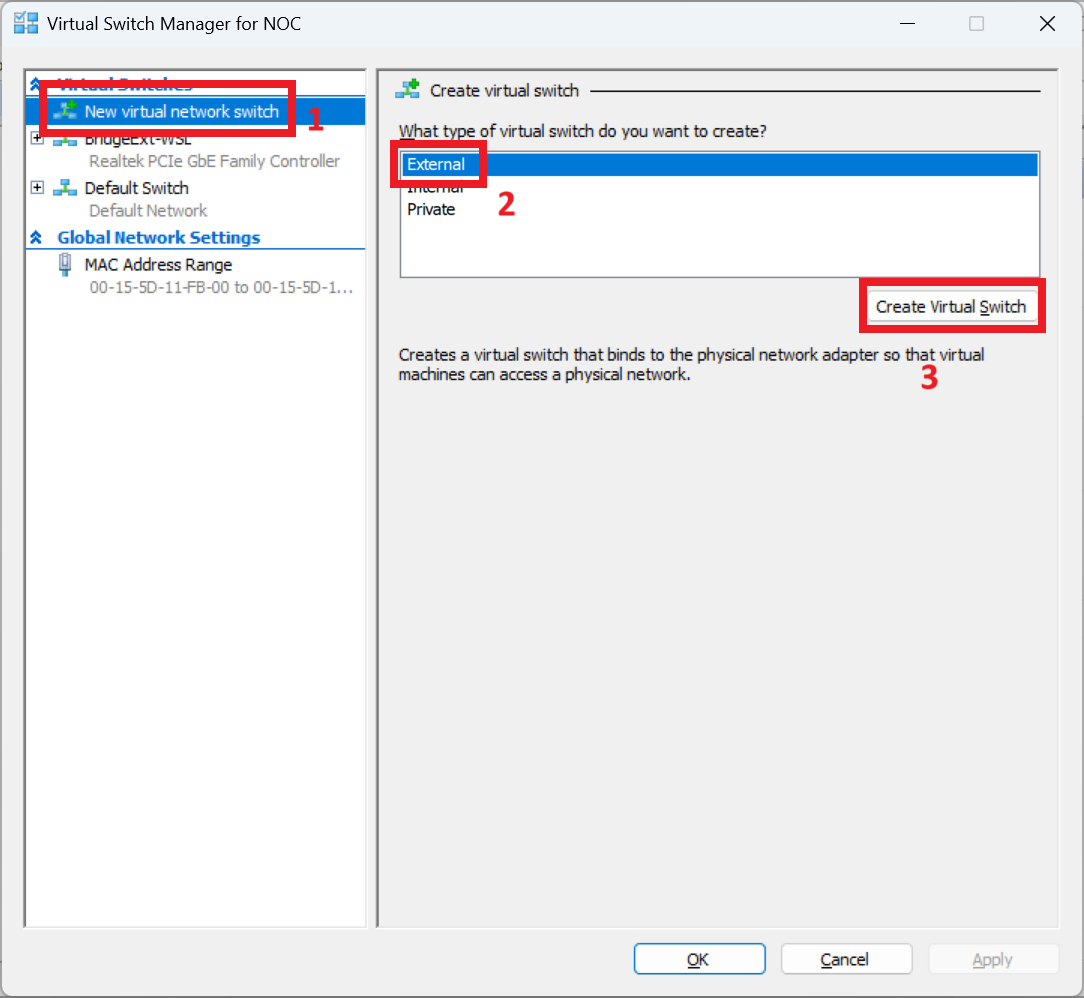 Virtual Switch Manager for NOC
Virtual Switches
New virtual network switch
1
BridgeExt-WSL
Realtek PCIe GbE Family Controller
Default Switch
Default Network
Global Network Settings
MAC Address Range
00-15-5D-11-FB-00 to 00-15-5D-1...
Create virtual switch
What type of virtual switch do you want to create?
External
Internal
Private
2
Create Virtual Switch
Creates a virtual switch that binds to the physical network adapter so that virtual
machines can access a physical network.
3
OK
Cancel
Apply